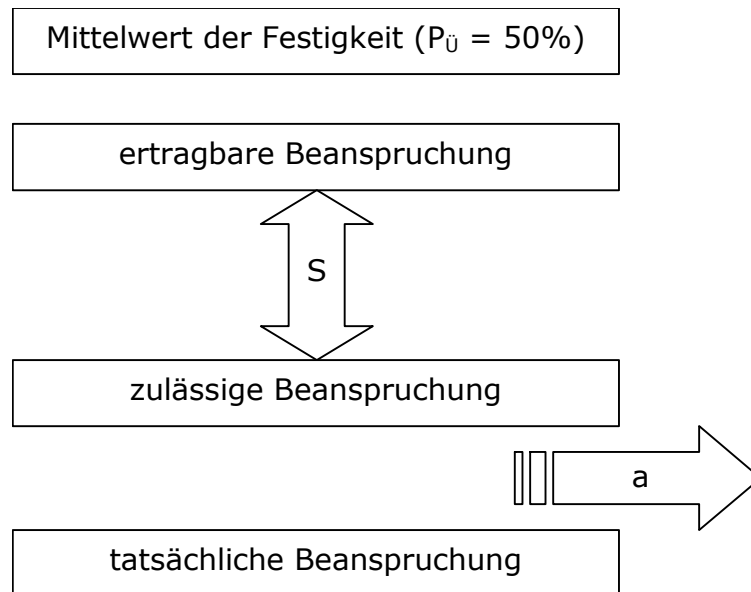 Mittelwert der Festigkeit (PÜ = 50%)
ertragbare Beanspruchung
S
zulässige Beanspruchung
a
tatsächliche Beanspruchung